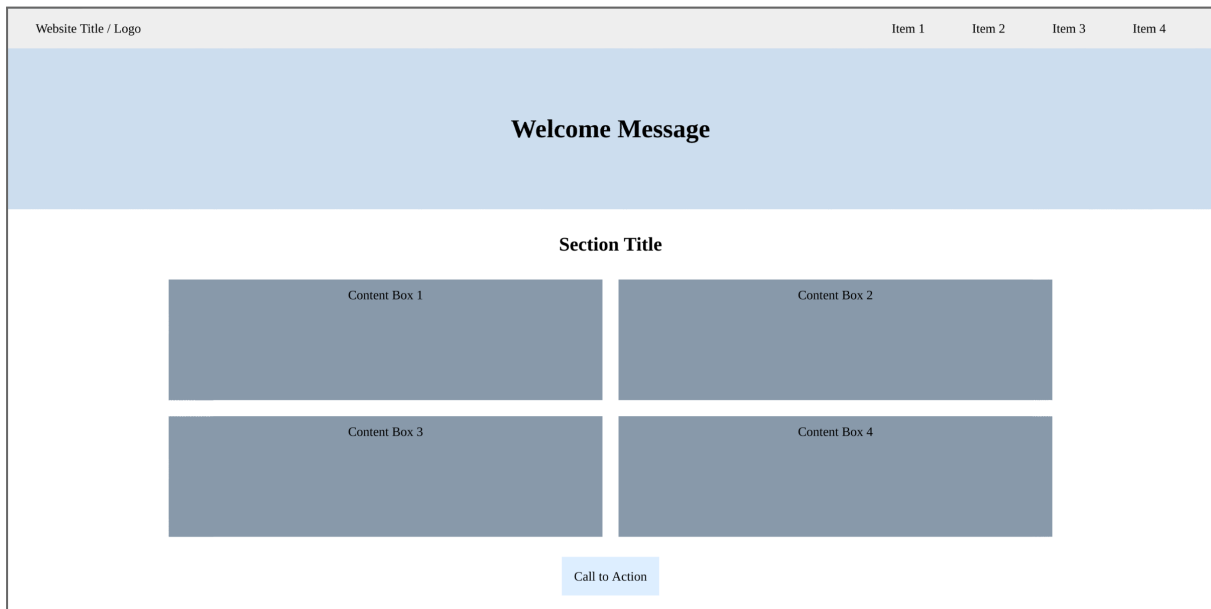 Website Title / Logo
Item 1
Item 2
Item 3
Item 4
Welcome Message
Section Title
Content Box 1
Content Box 2
Content Box 3
Content Box 4
Call to Action